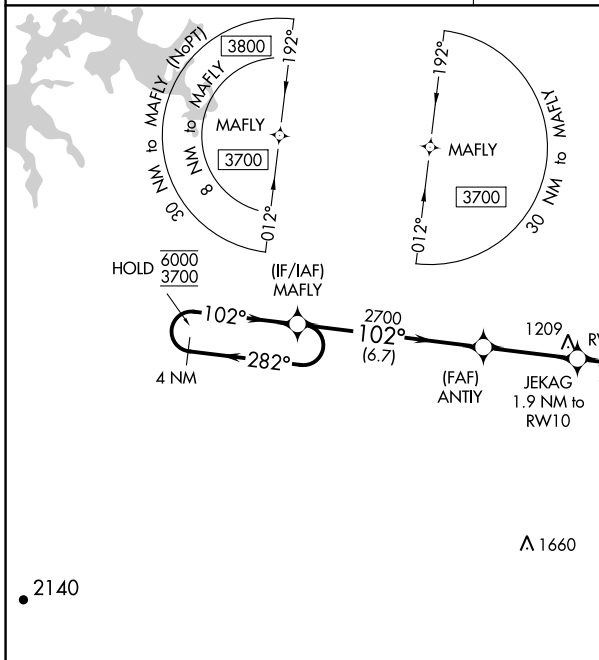 30 NM to MAFLY (NoPT)
3800
8 NM to MAFLY
192°
MAFLY
3700
012°
192°
MAFLY
3700
30 NM to MAFLY
012°
HOLD
6000
3700
(IF/IAF)
MAFLY
102°
282°
4 NM
2700
102°
(6.7)
(FAF)
ANTIY
1209
JEKAG
1.9 NM to
RW10
1660
2140